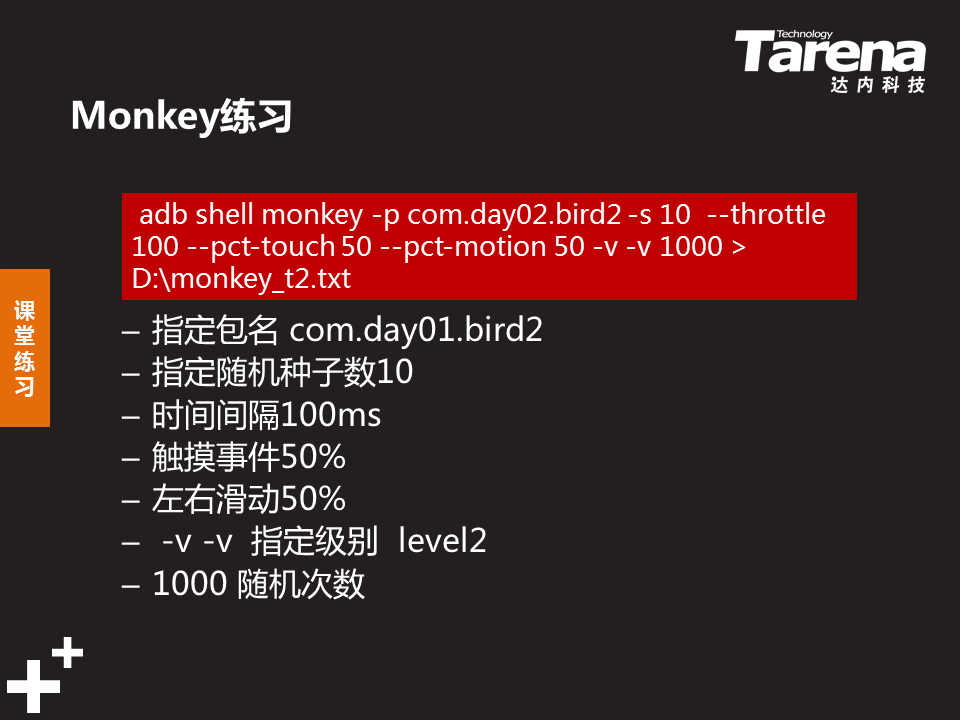 Technology
Tarena
达内科技
Monkey练习
adb shell monkey -p com.day02.bird2 -s 10  --throttle
100 --pct-touch 50 --pct-motion 50 -v -v 1000 >
D:\monkey_t2.txt
课
堂
练
习
– 指定包名 com.day01.bird2
– 指定随机种子数10
– 时间间隔100ms
– 触摸事件50%
– 左右滑动50%
– -v -v  指定级别  level2
– 1000 随机次数